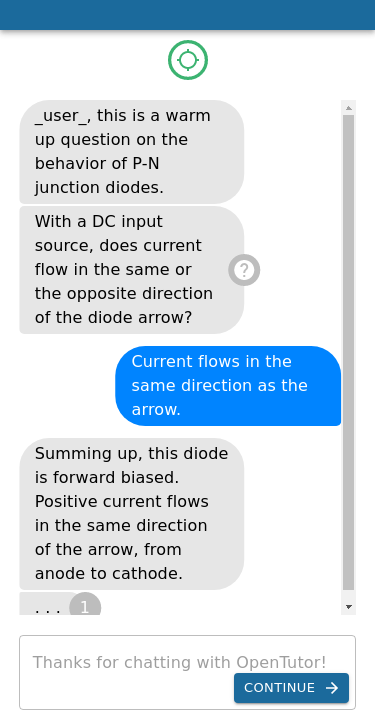 _user_, this is a warm
up question on the
behavior of P-N
junction diodes.
With a DC input
source, does current
flow in the same or
the opposite direction
of the diode arrow?
?
Current flows in the
same direction as the
arrow.
Summing up, this diode
is forward biased.
Positive current flows
in the same direction
of the arrow, from
anode to cathode.
. . . 1
Thanks for chatting with OpenTutor!
CONTINUE